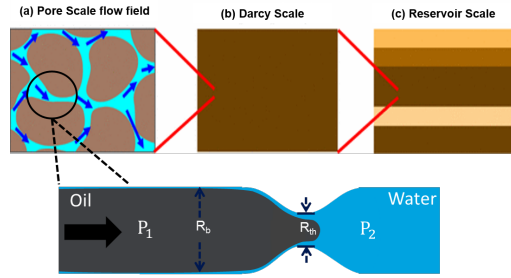 (a) Pore Scale flow field
(b) Darcy Scale
(c) Reservoir Scale
Oil
Water
P1
Rb
Rth
P2